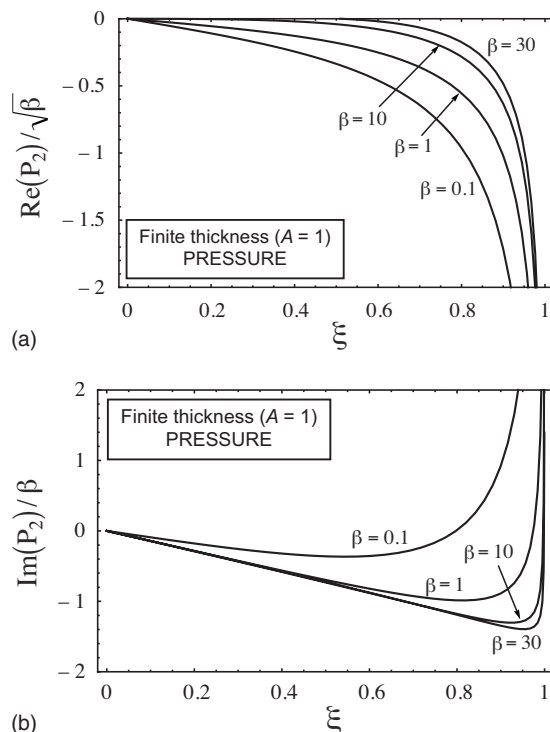 0
− 0.5
− 1
− 1.5
− 2
Re(P₂)/√β
β = 30
β = 10
β = 1
β = 0.1
Finite thickness (A = 1)
PRESSURE
0 0.2 0.4 0.6 0.8 1
ξ
(a)
2
1
0
− 1
− 2
Im(P₂)/β
Finite thickness (A = 1)
PRESSURE
β = 0.1
β = 10
β = 1
β = 30
0 0.2 0.4 0.6 0.8 1
ξ
(b)